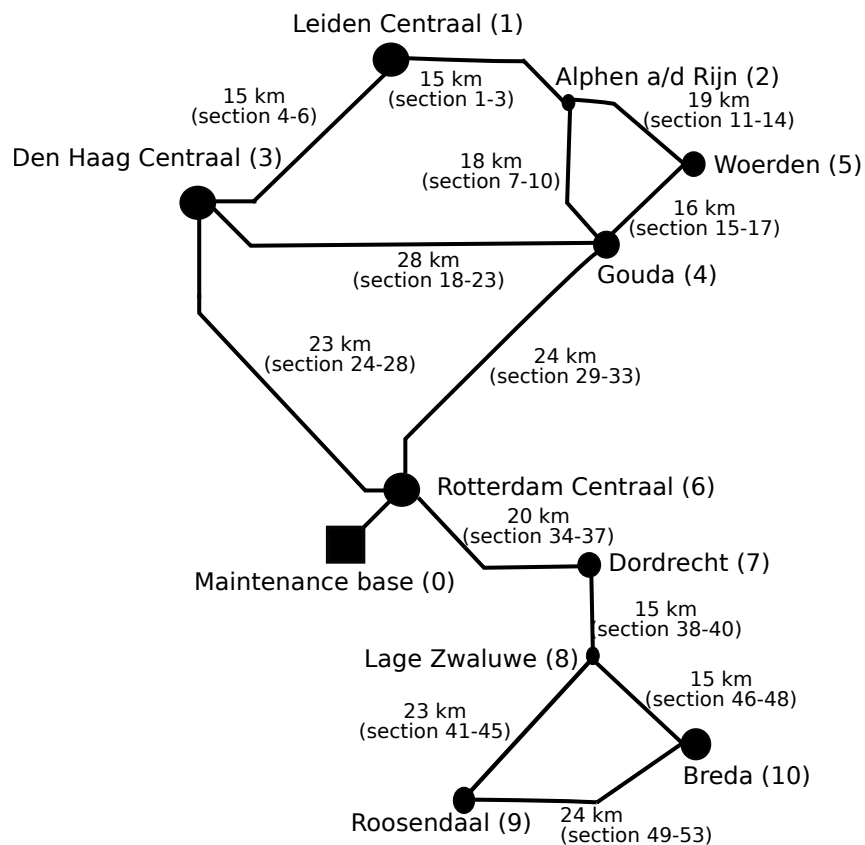 Leiden Centraal (1)
15 km
(section 1-3)
Alphen a/d Rijn (2)
15 km
(section 4-6)
19 km
(section 11-14)
Den Haag Centraal (3)
18 km
(section 7-10)
Woerden (5)
16 km
(section 15-17)
28 km
(section 18-23)
Gouda (4)
23 km
(section 24-28)
24 km
(section 29-33)
Rotterdam Centraal (6)
20 km
(section 34-37)
Maintenance base (0)
Dordrecht (7)
15 km
(section 38-40)
Lage Zwaluwe (8)
15 km
(section 46-48)
23 km
(section 41-45)
Breda (10)
Roosendaal (9)
24 km
(section 49-53)